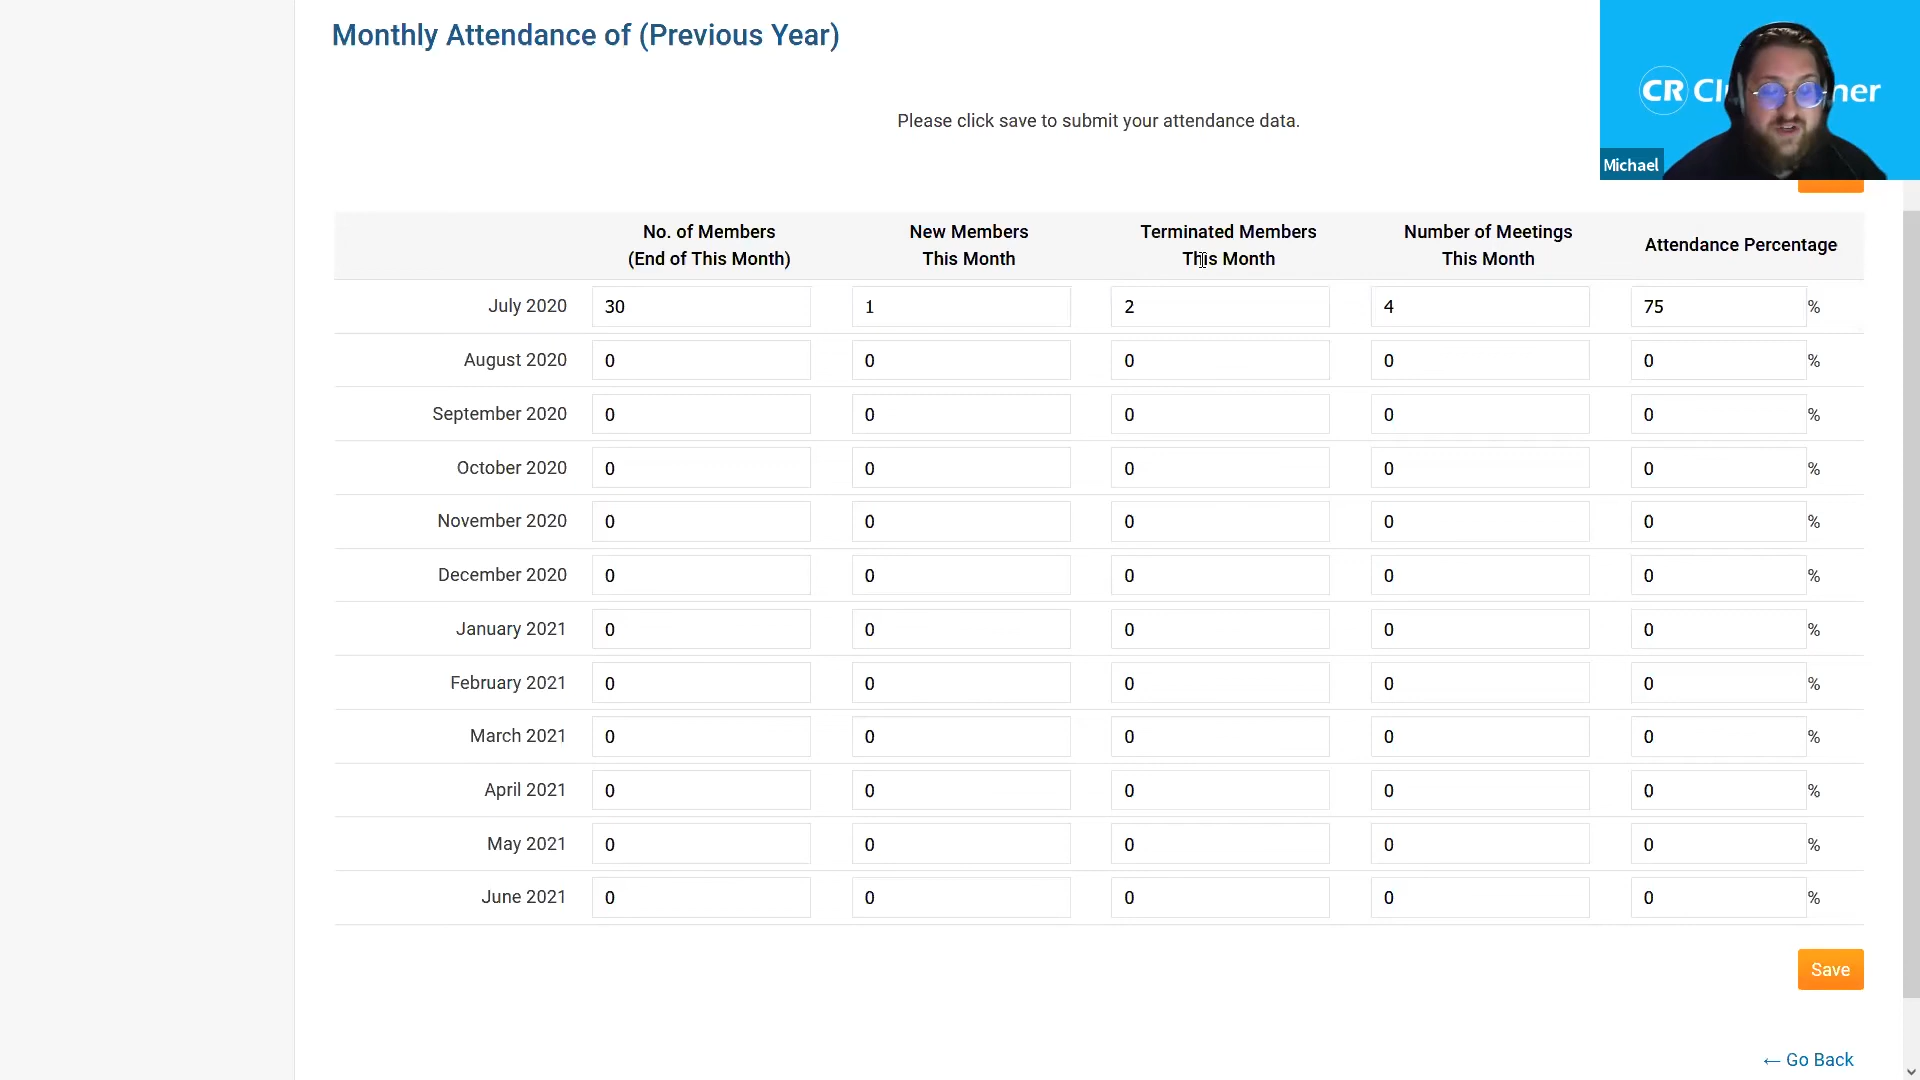 Monthly Attendance of (Previous Year)
CR Cl ner
Please click save to submit your attendance data.
Michael
No. of Members (End of This Month) New Members This Month Terminated Members This Month Number of Meetings This Month Attendance Percentage
July 2020 30 1 2 4 75 %
August 2020 0 0 0 0 0 %
September 2020 0 0 0 0 0 %
October 2020 0 0 0 0 0 %
November 2020 0 0 0 0 0 %
December 2020 0 0 0 0 0 %
January 2021 0 0 0 0 0 %
February 2021 0 0 0 0 0 %
March 2021 0 0 0 0 0 %
April 2021 0 0 0 0 0 %
May 2021 0 0 0 0 0 %
June 2021 0 0 0 0 0 %
Save
← Go Back